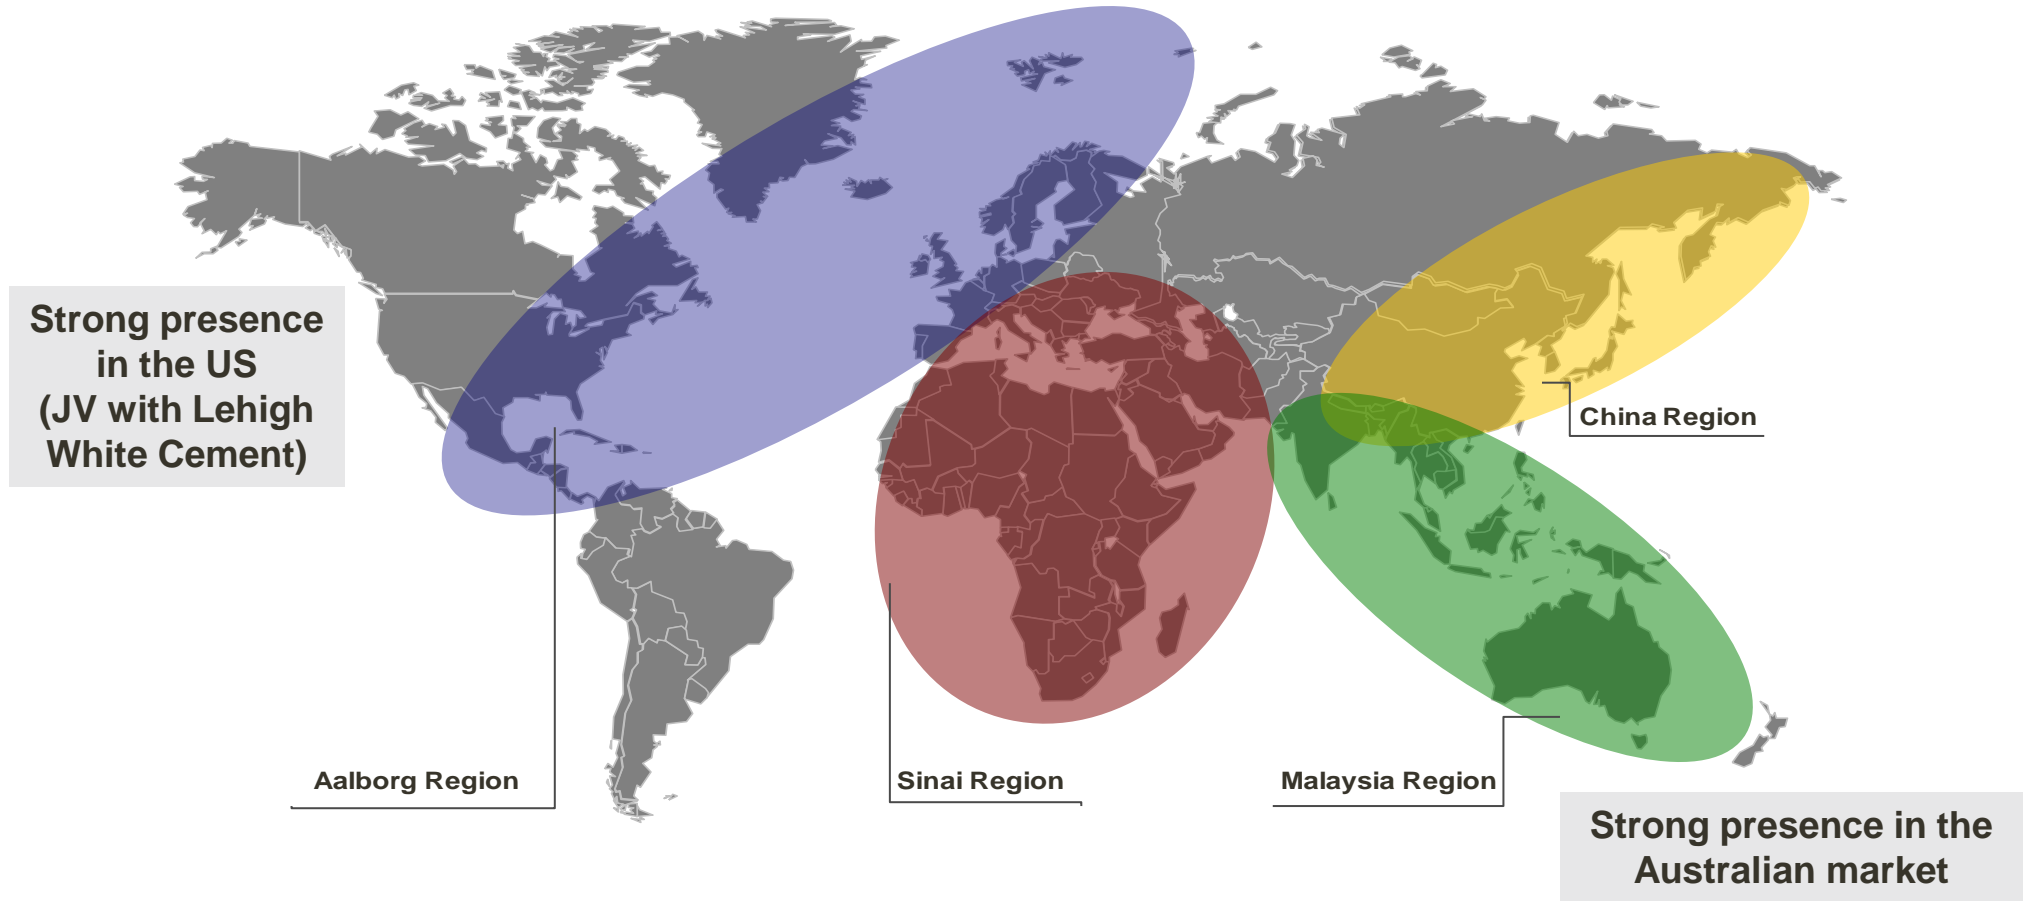 Strong presence
in the US
(JV with Lehigh
White Cement)
China Region
Aalborg Region
Sinai Region
Malaysia Region
Strong presence in the
Australian market